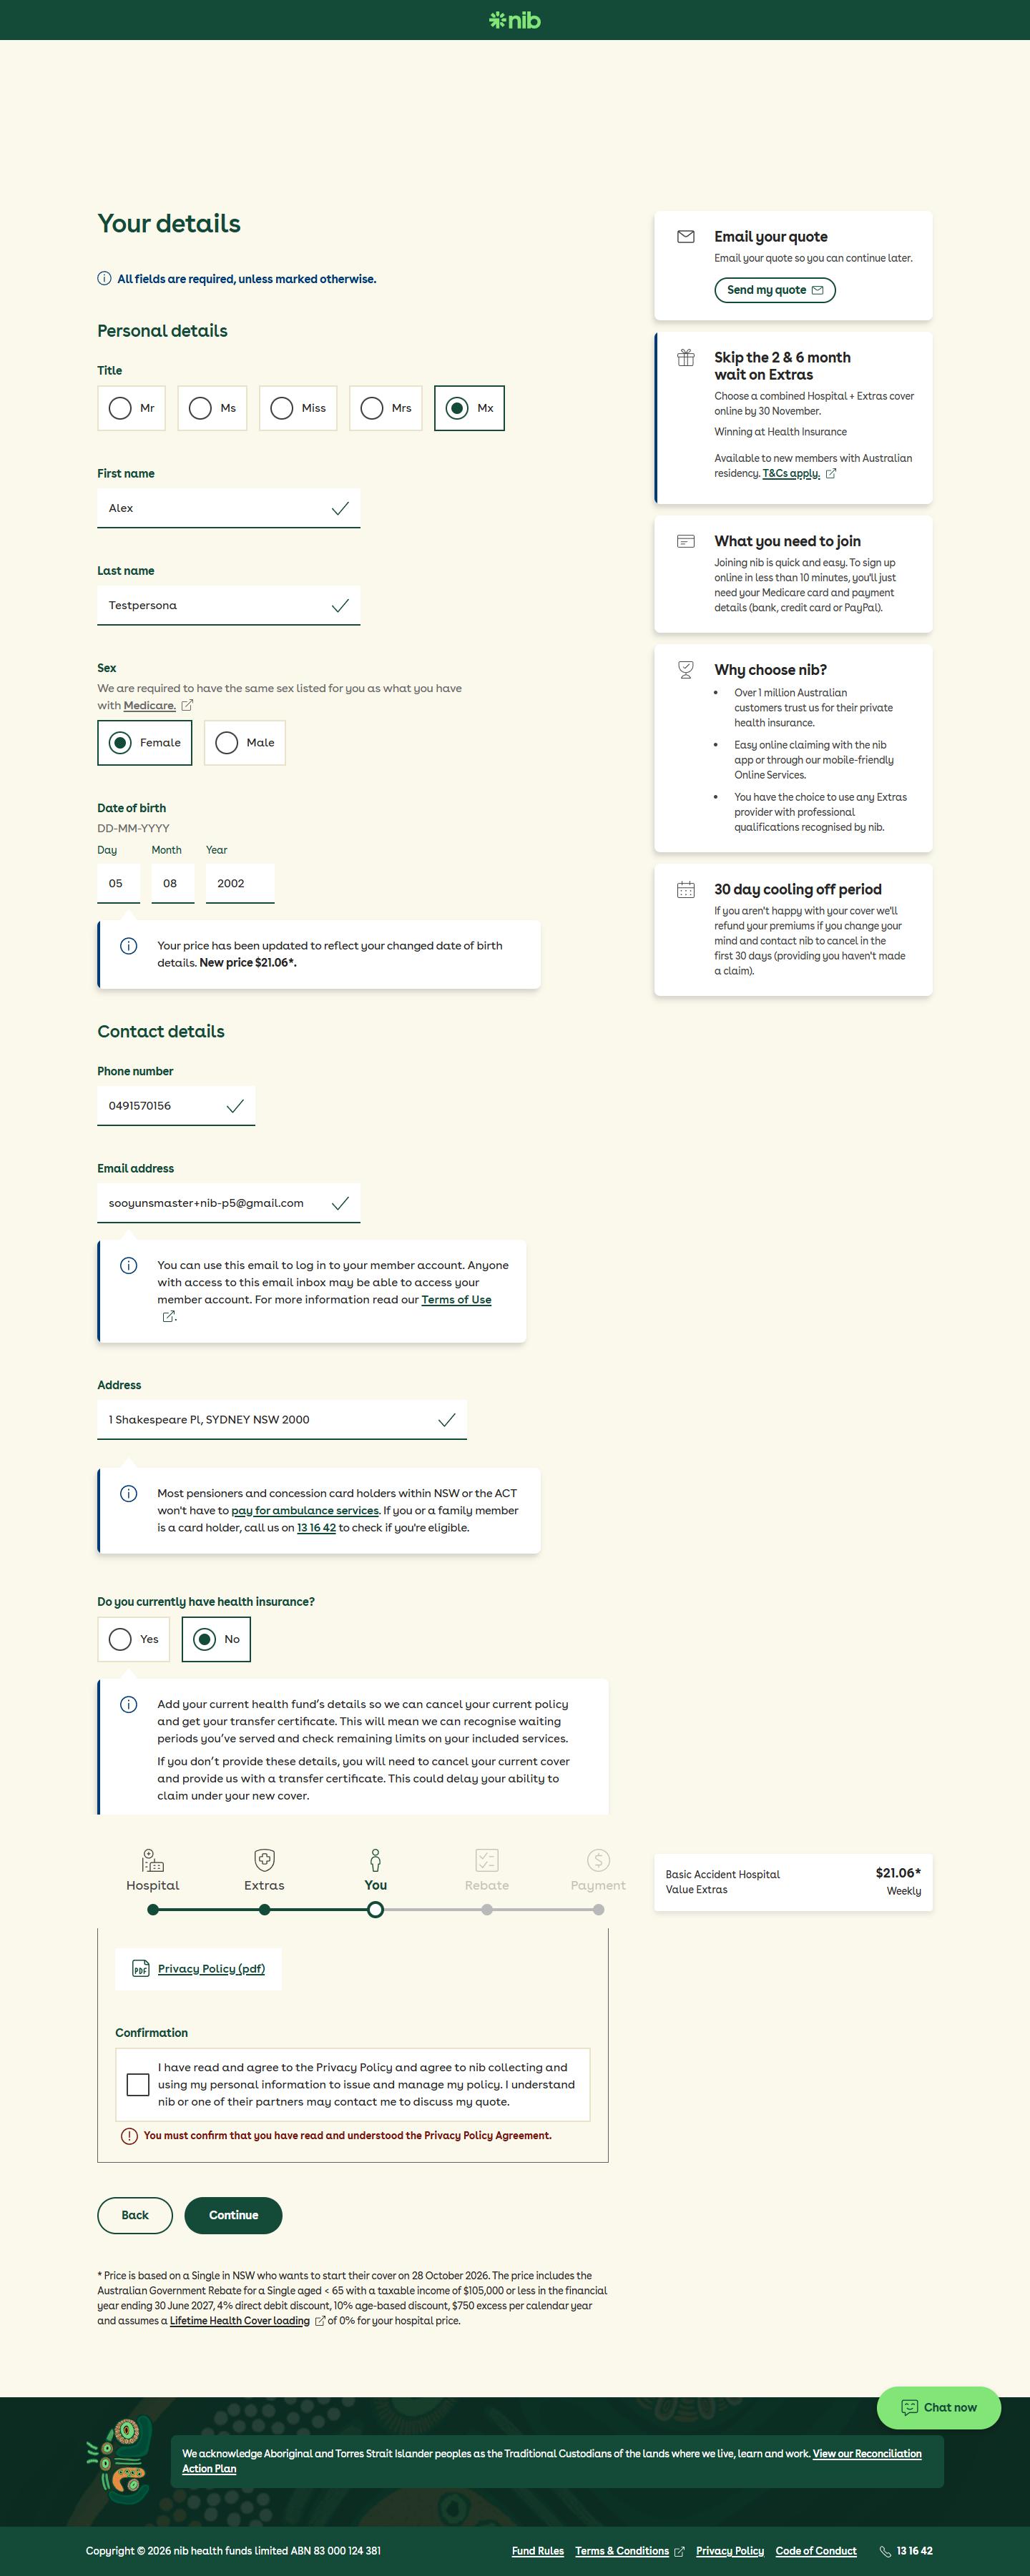 nib
Your details
All fields are required, unless marked otherwise.
Personal details
Title
Mr
Ms
Miss
Mrs
Mx
First name
Alex
Last name
Testpersona
Sex
We are required to have the same sex listed for you as what you have
with Medicare.
Female
Male
Date of birth
DD-MM-YYYY
Day
Month
Year
05
08
2002
Your price has been updated to reflect your changed date of birth
details. New price $21.06*.
Contact details
Phone number
0491570156
Email address
sooyunsmaster+nib-p5@gmail.com
You can use this email to log in to your member account. Anyone
with access to this email inbox may be able to access your
member account. For more information read our Terms of Use
.
Address
1 Shakespeare Pl, SYDNEY NSW 2000
Most pensioners and concession card holders within NSW or the ACT
won't have to pay for ambulance services. If you or a family member
is a card holder, call us on 13 16 42 to check if you're eligible.
Do you currently have health insurance?
Yes
No
Add your current health fund's details so we can cancel your current policy
and get your transfer certificate. This will mean we can recognise waiting
periods you've served and check remaining limits on your included services.
If you don't provide these details, you will need to cancel your current cover
and provide us with a transfer certificate. This could delay your ability to
claim under your new cover.
Email your quote
Email your quote so you can continue later.
Send my quote
Skip the 2 & 6 month
wait on Extras
Choose a combined Hospital + Extras cover
online by 30 November.
Winning at Health Insurance
Available to new members with Australian
residency. T&Cs apply.
What you need to join
Joining nib is quick and easy. To sign up
online in less than 10 minutes, you'll just
need your Medicare card and payment
details (bank, credit card or PayPal).
Why choose nib?
• Over 1 million Australian
customers trust us for their private
health insurance.
• Easy online claiming with the nib
app or through our mobile-friendly
Online Services.
• You have the choice to use any Extras
provider with professional
qualifications recognised by nib.
30 day cooling off period
If you aren't happy with your cover we'll
refund your premiums if you change your
mind and contact nib to cancel in the
first 30 days (providing you haven't made
a claim).
Hospital
Extras
You
Rebate
Payment
Basic Accident Hospital
Value Extras
$21.06*
Weekly
PDF
Privacy Policy (pdf)
Confirmation
I have read and agree to the Privacy Policy and agree to nib collecting and
using my personal information to issue and manage my policy. I understand
nib or one of their partners may contact me to discuss my quote.
You must confirm that you have read and understood the Privacy Policy Agreement.
Back
Continue
* Price is based on a Single in NSW who wants to start their cover on 28 October 2026. The price includes the
Australian Government Rebate for a Single aged < 65 with a taxable income of $105,000 or less in the financial
year ending 30 June 2027, 4% direct debit discount, 10% age-based discount, $750 excess per calendar year
and assumes a Lifetime Health Cover loading of 0% for your hospital price.
Chat now
We acknowledge Aboriginal and Torres Strait Islander peoples as the Traditional Custodians of the lands where we live, learn and work. View our Reconciliation
Action Plan
Copyright © 2026 nib health funds limited ABN 83 000 124 381
Fund Rules
Terms & Conditions
Privacy Policy
Code of Conduct
13 16 42